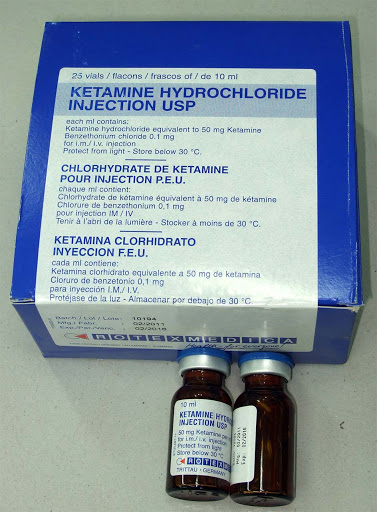 25 vials / flacons / frascos of / de 10 ml
KETAMINE HYDROCHLORIDE
INJECTION USP
each ml contains:
Ketamine hydrochloride equivalent to 50 mg Ketamine
Benzethonium chloride 0,1 mg
for i.m./ i.v. injection
Protect from light - Store below 30 °C.
CHLORHYDRATE DE KETAMINE
POUR INJECTION P.E.U.
chaque ml contient:
Chlorhydrate de kétamine équivalent à 50 mg de kétamine
Chlorure de benzethonium 0,1 mg
pour injection IM / IV
Tenir à l'abri de la lumière - Stocker à moins de 30 °C.
KETAMINA CLORHIDRATO
INYECCION F.E.U.
cada ml contiene:
Ketamina clorhidrato equivalente a 50 mg de ketamina
Cloruro de benzetonio 0,1 mg
para inyección I.M./ I.V.
Protéjase de la luz - Almacenar por debajo de 30 °C.
Batch / Lot / Lote: 10194
Mfg./ Fabr. 02/2011
Exp./Per./Venc. 02/2016
ROTEXMEDICA
10 ml
KETAMINE HYD
INJECTION USP
50 mg Ketamine per
for i.m./ i.v. injection
Protect from light
Store below 30 °C
ROTEX
TRITTAU - GERMANY